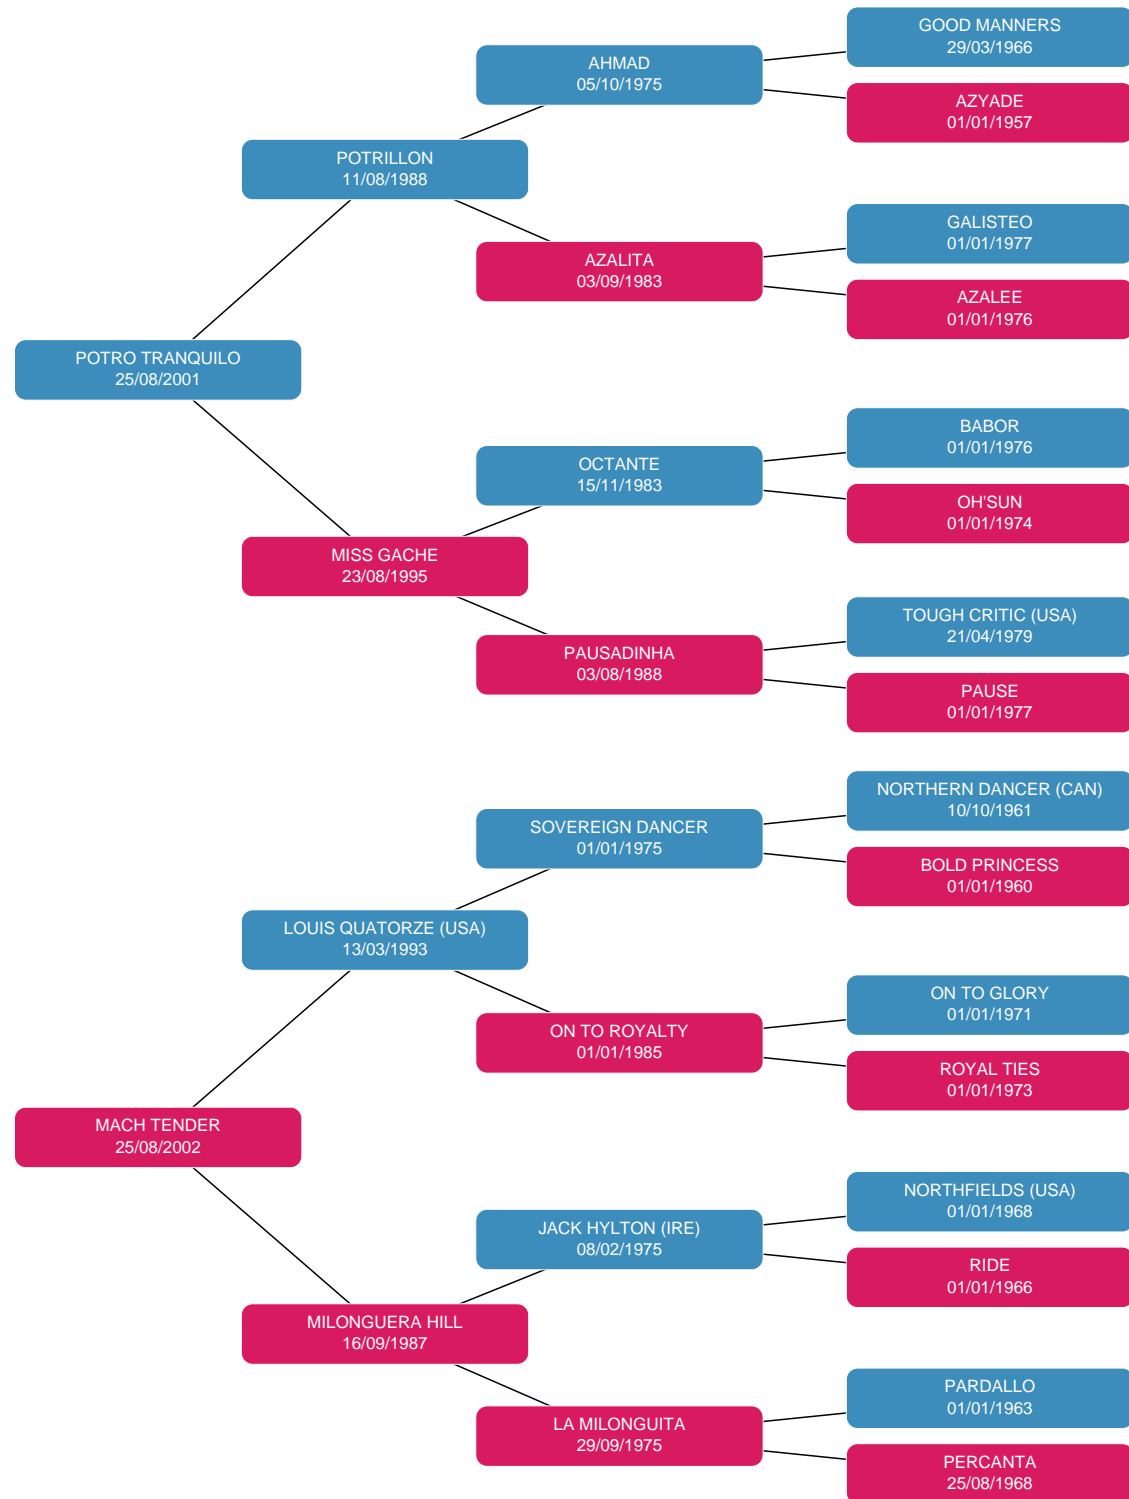 GOOD MANNERS
29/03/1966
AHMAD
05/10/1975
AZYADE
01/01/1957
POTRILLON
11/08/1988
GALISTEO
01/01/1977
AZALITA
03/09/1983
AZALEE
01/01/1976
POTRO TRANQUILO
25/08/2001
BABOR
01/01/1976
OCTANTE
15/11/1983
OH'SUN
01/01/1974
MISS GACHE
23/08/1995
TOUGH CRITIC (USA)
21/04/1979
PAUSADINHA
03/08/1988
PAUSE
01/01/1977
NORTHERN DANCER (CAN)
10/10/1961
SOVEREIGN DANCER
01/01/1975
BOLD PRINCESS
01/01/1960
LOUIS QUATORZE (USA)
13/03/1993
ON TO GLORY
01/01/1971
ON TO ROYALTY
01/01/1985
ROYAL TIES
01/01/1973
MACH TENDER
25/08/2002
NORTHFIELDS (USA)
01/01/1968
JACK HYLTON (IRE)
08/02/1975
RIDE
01/01/1966
MILONGUERA HILL
16/09/1987
PARDALLO
01/01/1963
LA MILONGUITA
29/09/1975
PERCANTA
25/08/1968